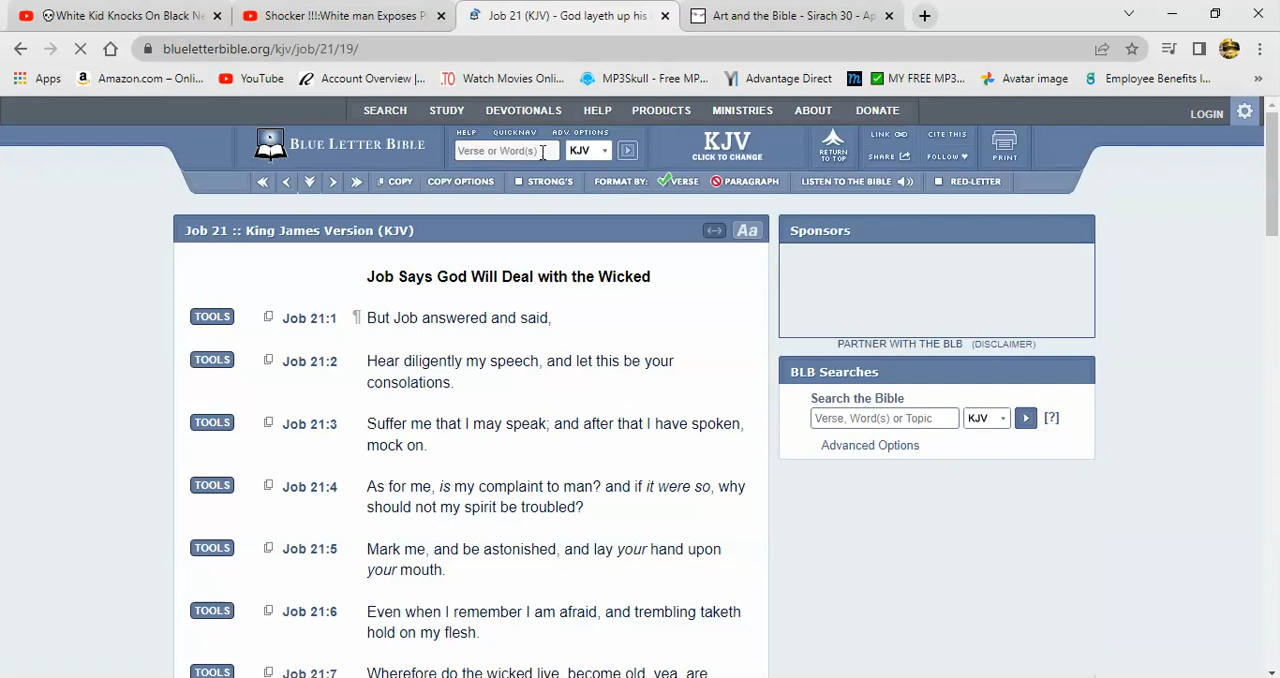 White Kid Knocks On Black Ne
Shocker !!!:White man Exposes P
Job 21 (KJV) - God layeth up his
Art and the Bible - Sirach 30 - Ap
blueletterbible.org/kjv/job/21/19/
Apps
Amazon.com – Onli...
YouTube
Account Overview |...
Watch Movies Onli...
MP3Skull - Free MP...
Advantage Direct
MY FREE MP3...
Avatar image
Employee Benefits I...
SEARCH STUDY DEVOTIONALS HELP PRODUCTS MINISTRIES ABOUT DONATE
LOGIN
BLUE LETTER BIBLE
HELP QUICKNAV ADV. OPTIONS
Verse or Word(s)
KJV
KJV
CLICK TO CHANGE
RETURN
TO TOP
LINK
SHARE
CITE THIS
FOLLOW
PRINT
COPY COPY OPTIONS STRONG'S FORMAT BY: VERSE PARAGRAPH LISTEN TO THE BIBLE RED-LETTER
Job 21 :: King James Version (KJV)
Aa
Job Says God Will Deal with the Wicked
TOOLS Job 21:1 ¶ But Job answered and said,
TOOLS Job 21:2 Hear diligently my speech, and let this be your
consolations.
TOOLS Job 21:3 Suffer me that I may speak; and after that I have spoken,
mock on.
TOOLS Job 21:4 As for me, is my complaint to man? and if it were so, why
should not my spirit be troubled?
TOOLS Job 21:5 Mark me, and be astonished, and lay your hand upon
your mouth.
TOOLS Job 21:6 Even when I remember I am afraid, and trembling taketh
hold on my flesh.
TOOLS Job 21:7 Wherefore do the wicked live, become old, yea, are
Sponsors
PARTNER WITH THE BLB (DISCLAIMER)
BLB Searches
Search the Bible
Verse, Word(s) or Topic
KJV
[?]
Advanced Options